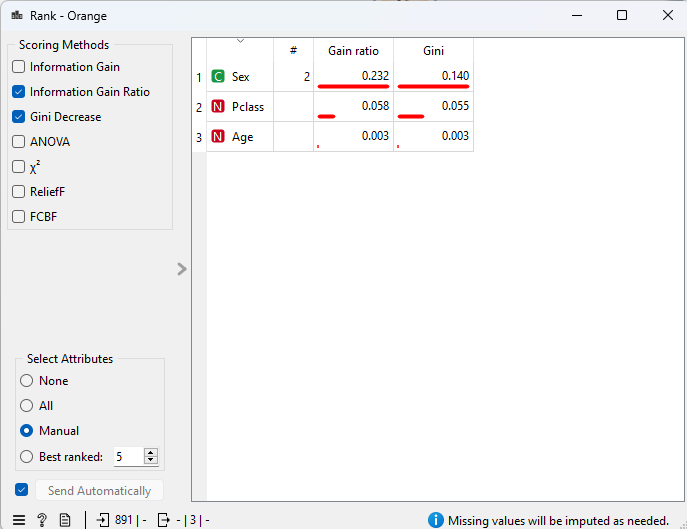 Rank - Orange
Scoring Methods
Information Gain
Information Gain Ratio
Gini Decrease
ANOVA
χ²
ReliefF
FCBF
# Gain ratio Gini
1 C Sex 2 0.232 0.140
2 N Pclass 0.058 0.055
3 N Age 0.003 0.003
Select Attributes
None
All
Manual
Best ranked: 5
Send Automatically
? 891 | - - | 3 | - Missing values will be imputed as needed.